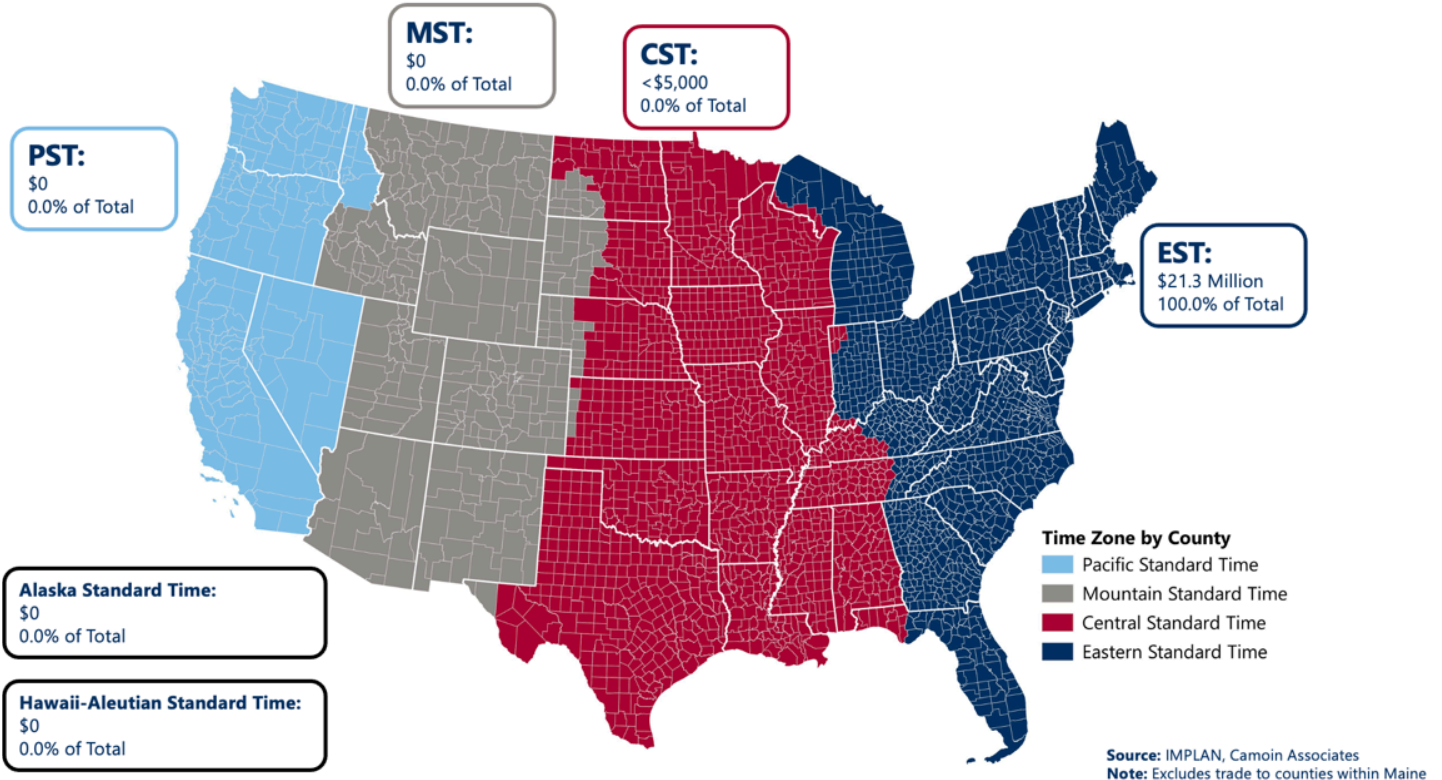 MST:
$0
0.0% of Total
CST:
<$5,000
0.0% of Total
PST:
$0
0.0% of Total
EST:
$21.3 Million
100.0% of Total
Time Zone by County
Pacific Standard Time
Mountain Standard Time
Central Standard Time
Eastern Standard Time
Alaska Standard Time:
$0
0.0% of Total
Hawaii-Aleutian Standard Time:
$0
0.0% of Total
Source: IMPLAN, Camoin Associates
Note: Excludes trade to counties within Maine